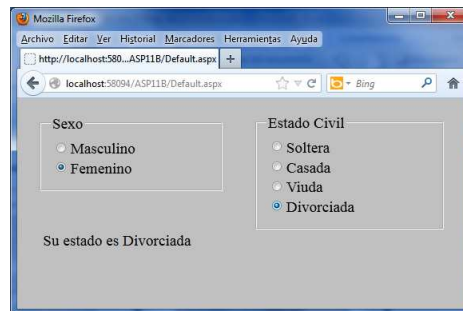 Mozilla Firefox
Archivo Editar Ver Historial Marcadores Herramientas Ayuda
http://localhost:580...ASP11B/Default.aspx +
localhost:58094/ASP11B/Default.aspx Bing
Sexo
Masculino
Femenino
Estado Civil
Soltera
Casada
Viuda
Divorciada
Su estado es Divorciada